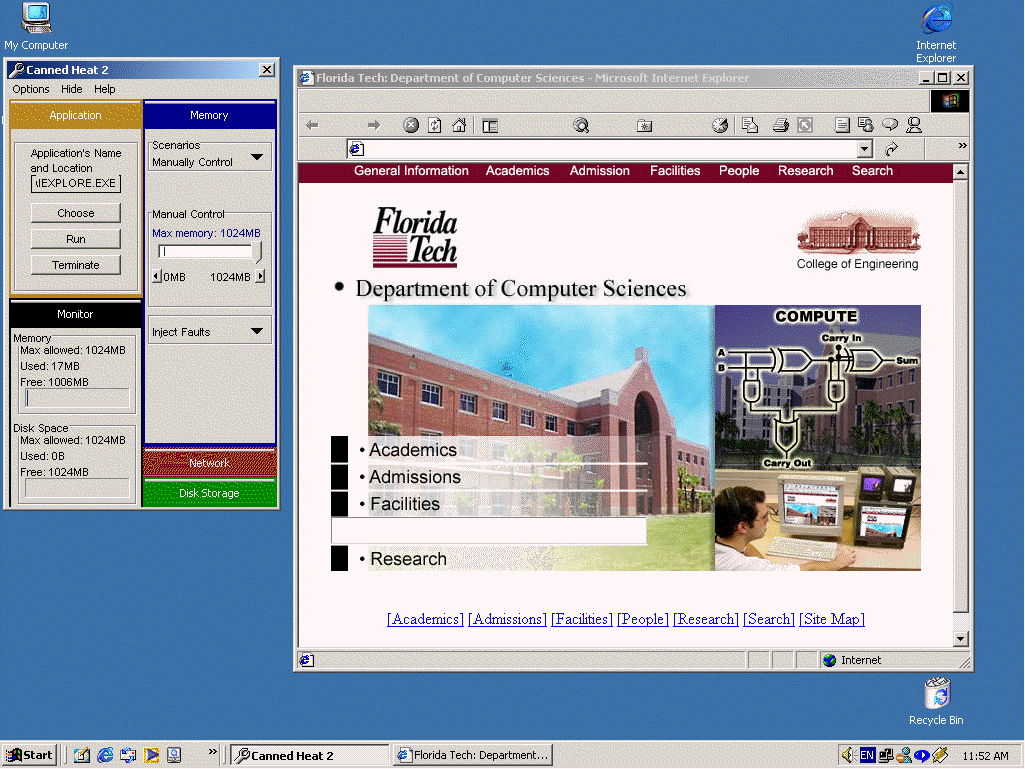 My Computer
Internet
Explorer
Canned Heat 2
Options Hide Help
Application
Application's Name
and Location
\IEXPLORE.EXE
Choose
Run
Terminate
Monitor
Memory
Max allowed: 1024MB
Used: 17MB
Free: 1006MB
Disk Space
Max allowed: 1024MB
Used: 0B
Free: 1024MB
Memory
Scenarios
Manually Control
Manual Control
Max memory: 1024MB
0MB 1024MB
Inject Faults
Network
Disk Storage
Florida Tech: Department of Computer Sciences - Microsoft Internet Explorer
»
General Information Academics Admission Facilities People Research Search
Florida
Tech
College of Engineering
• Department of Computer Sciences
COMPUTE
Carry In
A
B
Sum
Carry Out
• Academics
• Admissions
• Facilities
• Research
[Academics] [Admissions] [Facilities] [People] [Research] [Search] [Site Map]
Internet
Recycle Bin
Start » Canned Heat 2 Florida Tech: Department... EN 11:52 AM